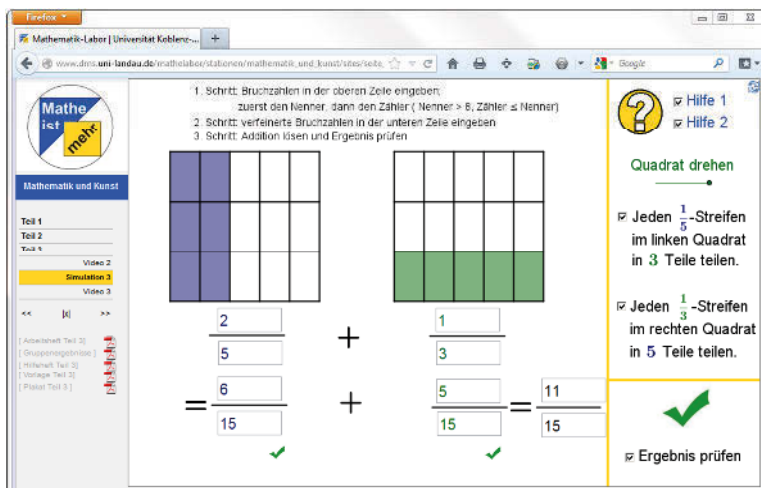 Firefox
Mathematik-Labor | Universität Koblenz-...
www.dms.uni-landau.de/mathelabor/stationen/mathematik_und_kunst/sites/seite
Google
Mathe
ist
mehr
Mathematik und Kunst
Teil 1
Teil 2
Teil 3
Video 2
Simulation 3
Video 3
<< |x| >>
[ Arbeitsheft Teil 3]
[ Gruppenergebnisse ]
[ Hilfeheft Teil 3]
[ Vorlage Teil 3 ]
[ Plakat Teil 3 ]
1. Schritt: Bruchzahlen in der oberen Zeile eingeben;
zuerst den Nenner, dann den Zähler ( Nenner > 6, Zähler ≤ Nenner)
2. Schritt: verfeinerte Bruchzahlen in der unteren Zeile eingeben
3. Schritt: Addition lösen und Ergebnis prüfen
2/5 + 1/3
= 6/15 + 5/15 = 11/15
?
Hilfe 1
Hilfe 2
Quadrat drehen
Jeden 1/5-Streifen
im linken Quadrat
in 3 Teile teilen.
Jeden 1/3-Streifen
im rechten Quadrat
in 5 Teile teilen.
Ergebnis prüfen